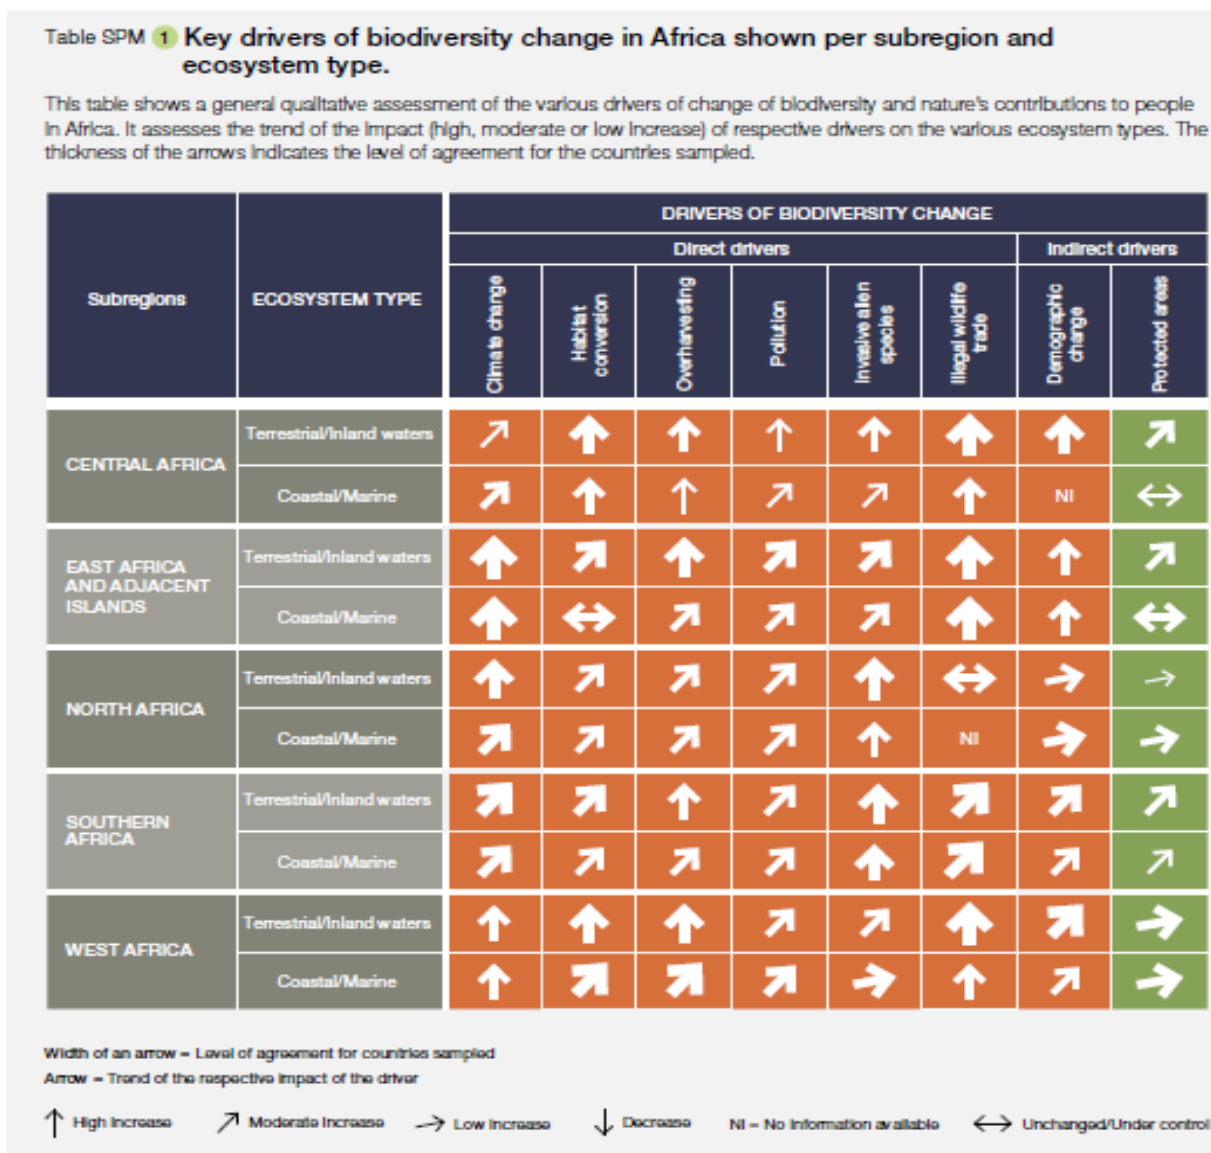 Table SPM 1 Key drivers of biodiversity change in Africa shown per subregion and
ecosystem type.
This table shows a general qualitative assessment of the various drivers of change of biodiversity and nature's contributions to people
in Africa. It assesses the trend of the impact (high, moderate or low increase) of respective drivers on the various ecosystem types. The
thickness of the arrows indicates the level of agreement for the countries sampled.
DRIVERS OF BIODIVERSITY CHANGE
Direct drivers
Indirect drivers
Subregions
ECOSYSTEM TYPE
Climate change
Habitat
conversion
Overharvesting
Pollution
Invasive alien
species
Illegal wildlife
trade
Demographic
change
Protected areas
CENTRAL AFRICA
Terrestrial/Inland waters
Coastal/Marine
NI
EAST AFRICA
AND ADJACENT
ISLANDS
Terrestrial/Inland waters
Coastal/Marine
NORTH AFRICA
Terrestrial/Inland waters
Coastal/Marine
NI
SOUTHERN
AFRICA
Terrestrial/Inland waters
Coastal/Marine
WEST AFRICA
Terrestrial/Inland waters
Coastal/Marine
Width of an arrow = Level of agreement for countries sampled
Arrow = Trend of the respective impact of the driver
High Increase
Moderate Increase
Low Increase
Decrease
NI = No Information available
Unchanged/Under control